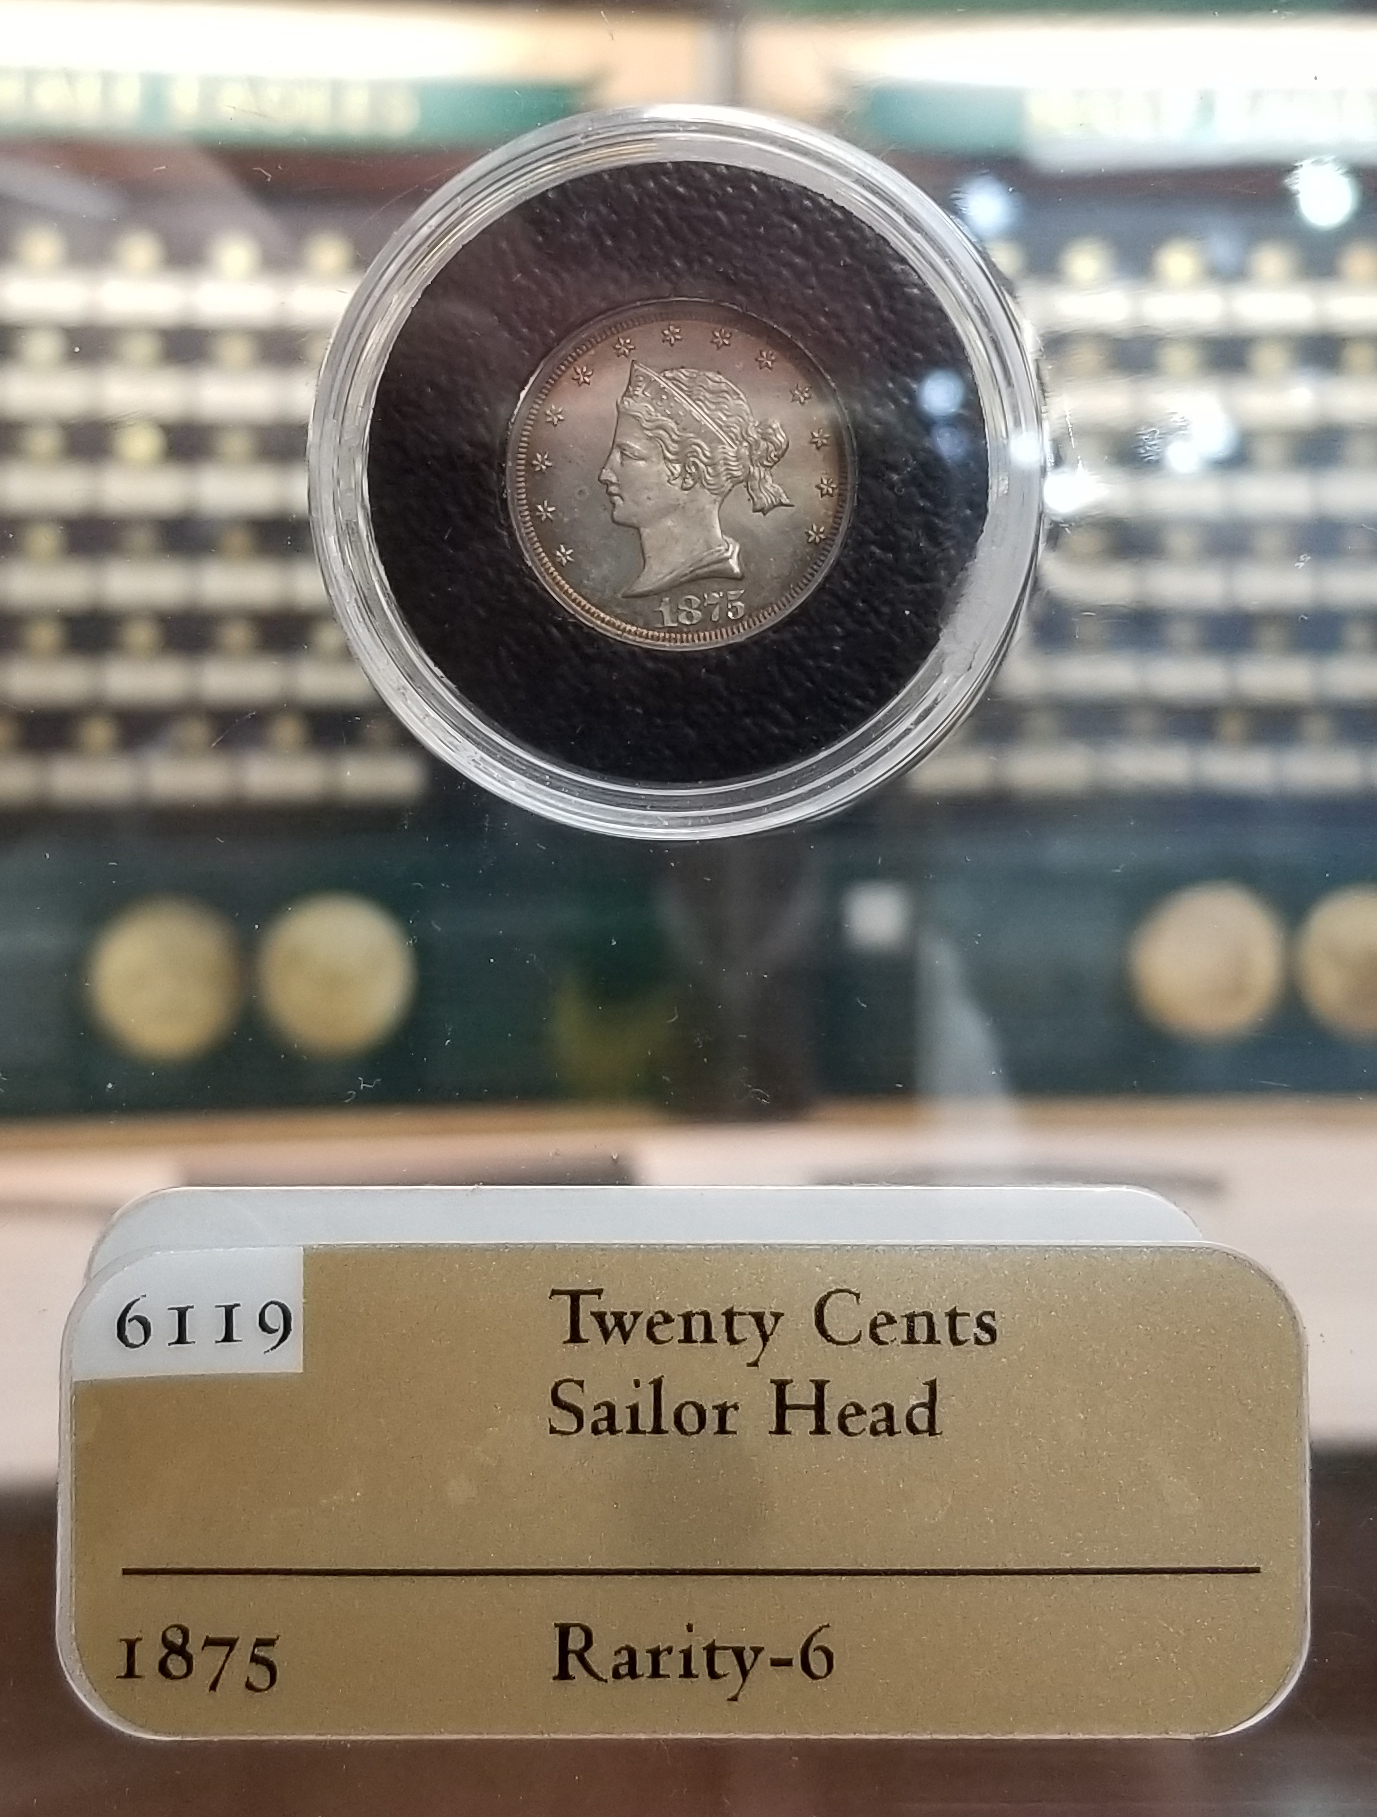 1875
6119
Twenty Cents
Sailor Head
1875
Rarity-6